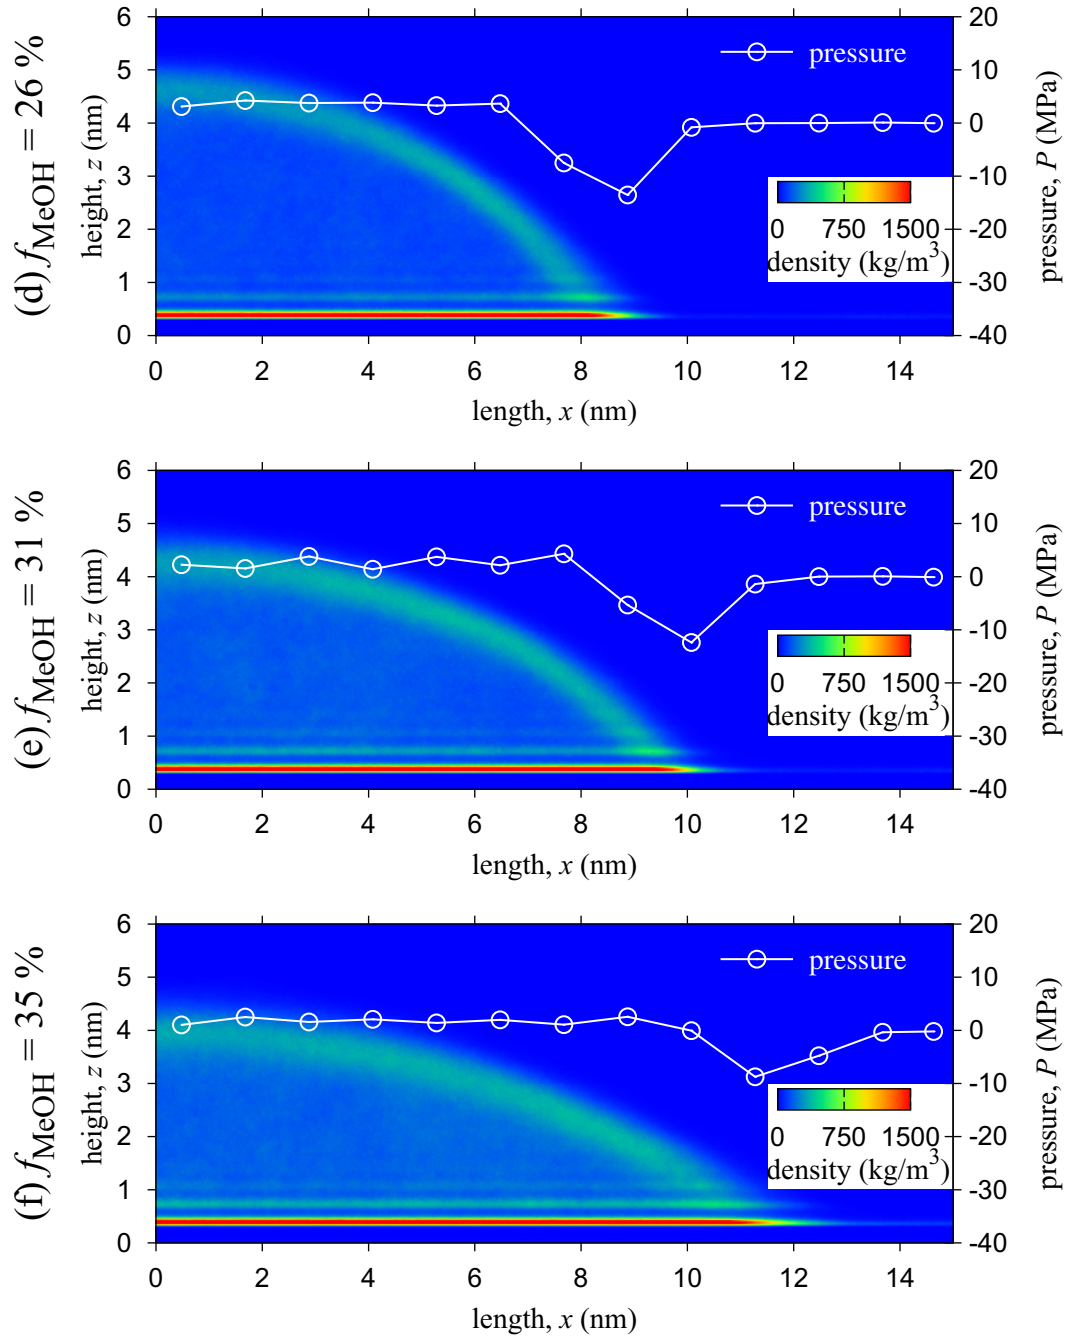 (d) f_MeOH = 26 %
height, z (nm)
6
5
4
3
2
1
0
pressure
20
10
0
-10
-20
-30
-40
pressure, P (MPa)
0 750 1500
density (kg/m³)
0 2 4 6 8 10 12 14
length, x (nm)
(e) f_MeOH = 31 %
height, z (nm)
6
5
4
3
2
1
0
pressure
20
10
0
-10
-20
-30
-40
pressure, P (MPa)
0 750 1500
density (kg/m³)
0 2 4 6 8 10 12 14
length, x (nm)
(f) f_MeOH = 35 %
height, z (nm)
6
5
4
3
2
1
0
pressure
20
10
0
-10
-20
-30
-40
pressure, P (MPa)
0 750 1500
density (kg/m³)
0 2 4 6 8 10 12 14
length, x (nm)